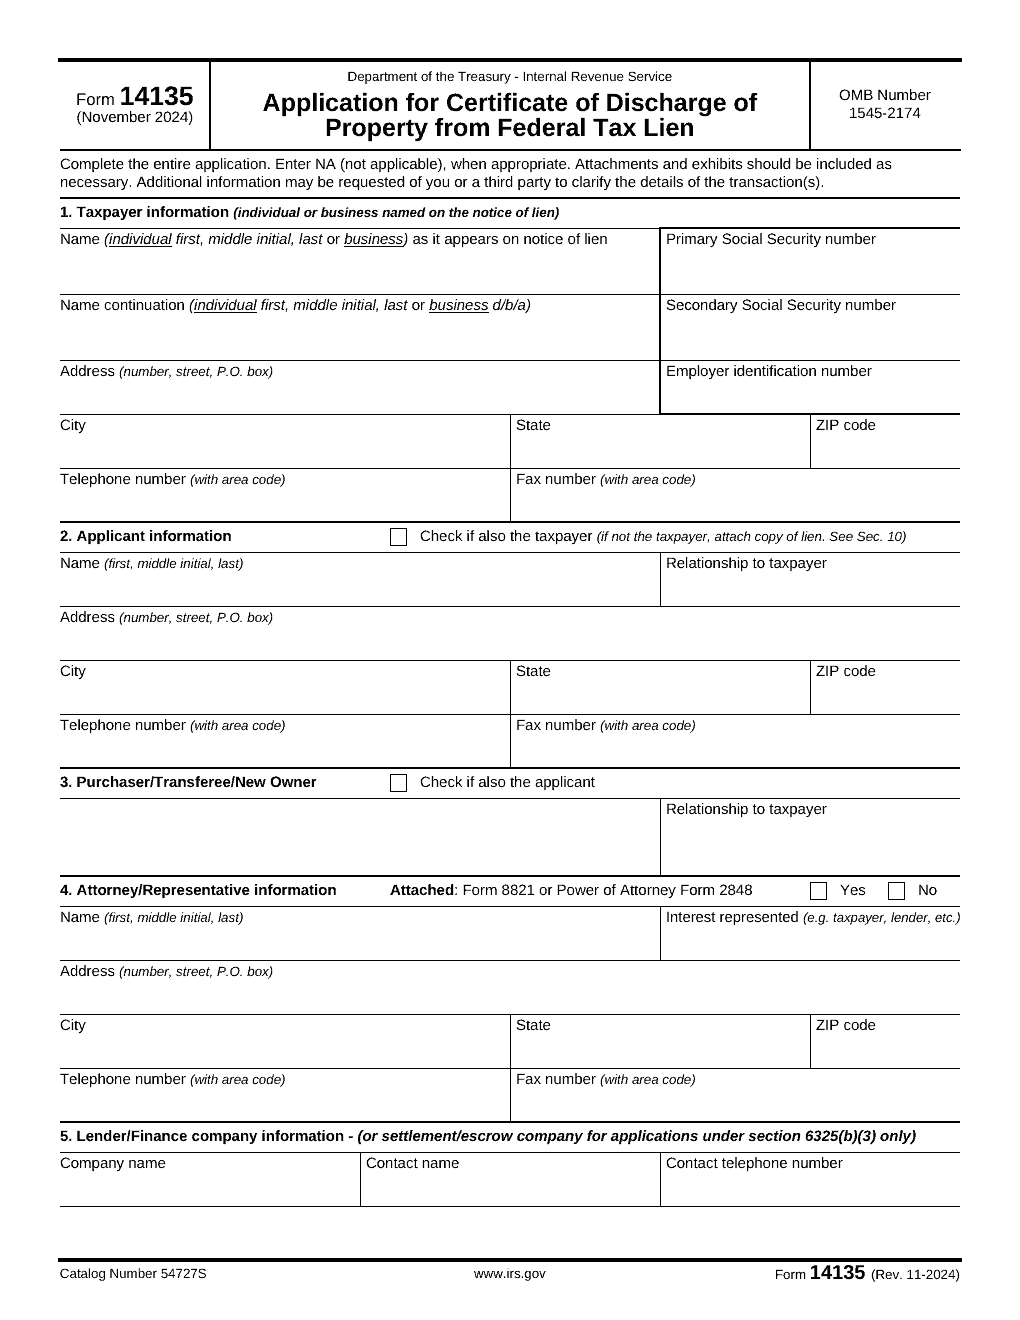 Form 14135
(November 2024)
Department of the Treasury - Internal Revenue Service
Application for Certificate of Discharge of
Property from Federal Tax Lien
OMB Number
1545-2174
Complete the entire application. Enter NA (not applicable), when appropriate. Attachments and exhibits should be included as
necessary. Additional information may be requested of you or a third party to clarify the details of the transaction(s).
1. Taxpayer information (individual or business named on the notice of lien)
Name (individual first, middle initial, last or business) as it appears on notice of lien
Primary Social Security number
Name continuation (individual first, middle initial, last or business d/b/a)
Secondary Social Security number
Address (number, street, P.O. box)
Employer identification number
City
State
ZIP code
Telephone number (with area code)
Fax number (with area code)
2. Applicant information
Check if also the taxpayer (if not the taxpayer, attach copy of lien. See Sec. 10)
Name (first, middle initial, last)
Relationship to taxpayer
Address (number, street, P.O. box)
City
State
ZIP code
Telephone number (with area code)
Fax number (with area code)
3. Purchaser/Transferee/New Owner
Check if also the applicant
Relationship to taxpayer
4. Attorney/Representative information
Attached: Form 8821 or Power of Attorney Form 2848
Yes
No
Name (first, middle initial, last)
Interest represented (e.g. taxpayer, lender, etc.)
Address (number, street, P.O. box)
City
State
ZIP code
Telephone number (with area code)
Fax number (with area code)
5. Lender/Finance company information - (or settlement/escrow company for applications under section 6325(b)(3) only)
Company name
Contact name
Contact telephone number
Catalog Number 54727S
www.irs.gov
Form 14135 (Rev. 11-2024)